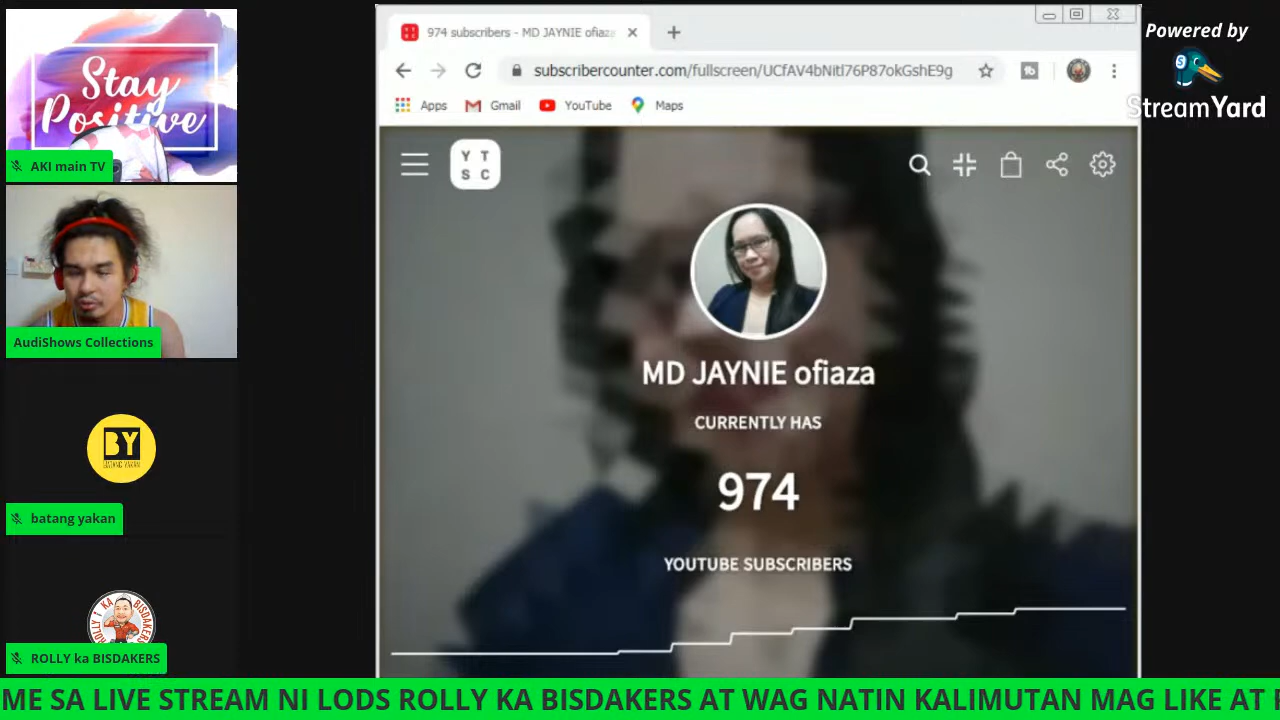 Stay
Positive
AKI main TV
AudiShows Collections
BY
batang yakan
ROLLY ka BISDAKERS
974 subscribers - MD JAYNIE ofiaza
subscribercounter.com/fullscreen/UCfAV4bNitl76P87okGshE9g
Apps
Gmail
YouTube
Maps
Y T
S C
MD JAYNIE ofiaza
CURRENTLY HAS
974
YOUTUBE SUBSCRIBERS
Powered by
StreamYard
ME SA LIVE STREAM NI LODS ROLLY KA BISDAKERS AT WAG NATIN KALIMUTAN MAG LIKE AT